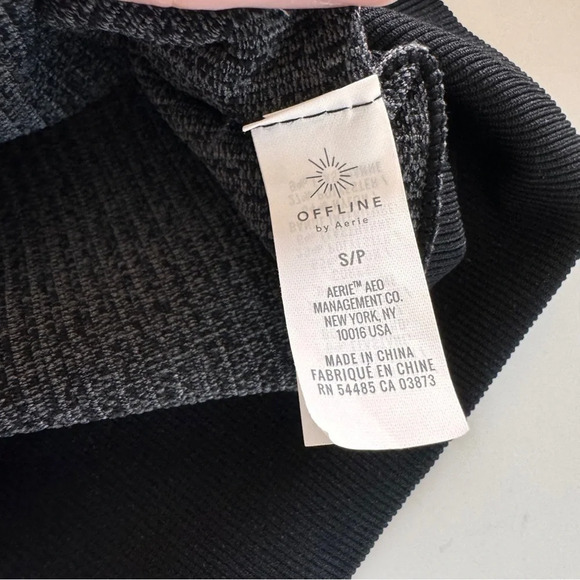 OFFLINE
by Aerie
S/P
AERIE™ AEO
MANAGEMENT CO.
NEW YORK, NY
10016 USA
MADE IN CHINA
FABRIQUÉ EN CHINE
RN 54485 CA 03873